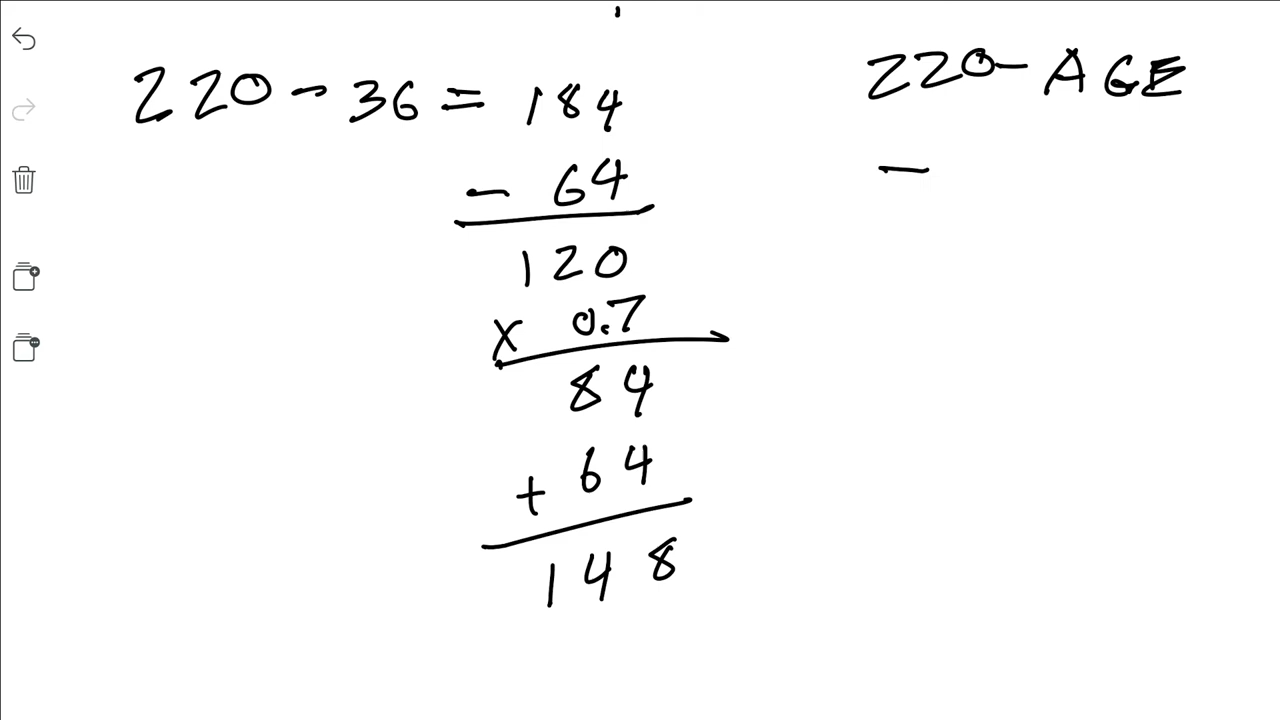 220 - 36 = 184
- 64
120
x 0.7
84
+ 64
148
220 - AGE
-